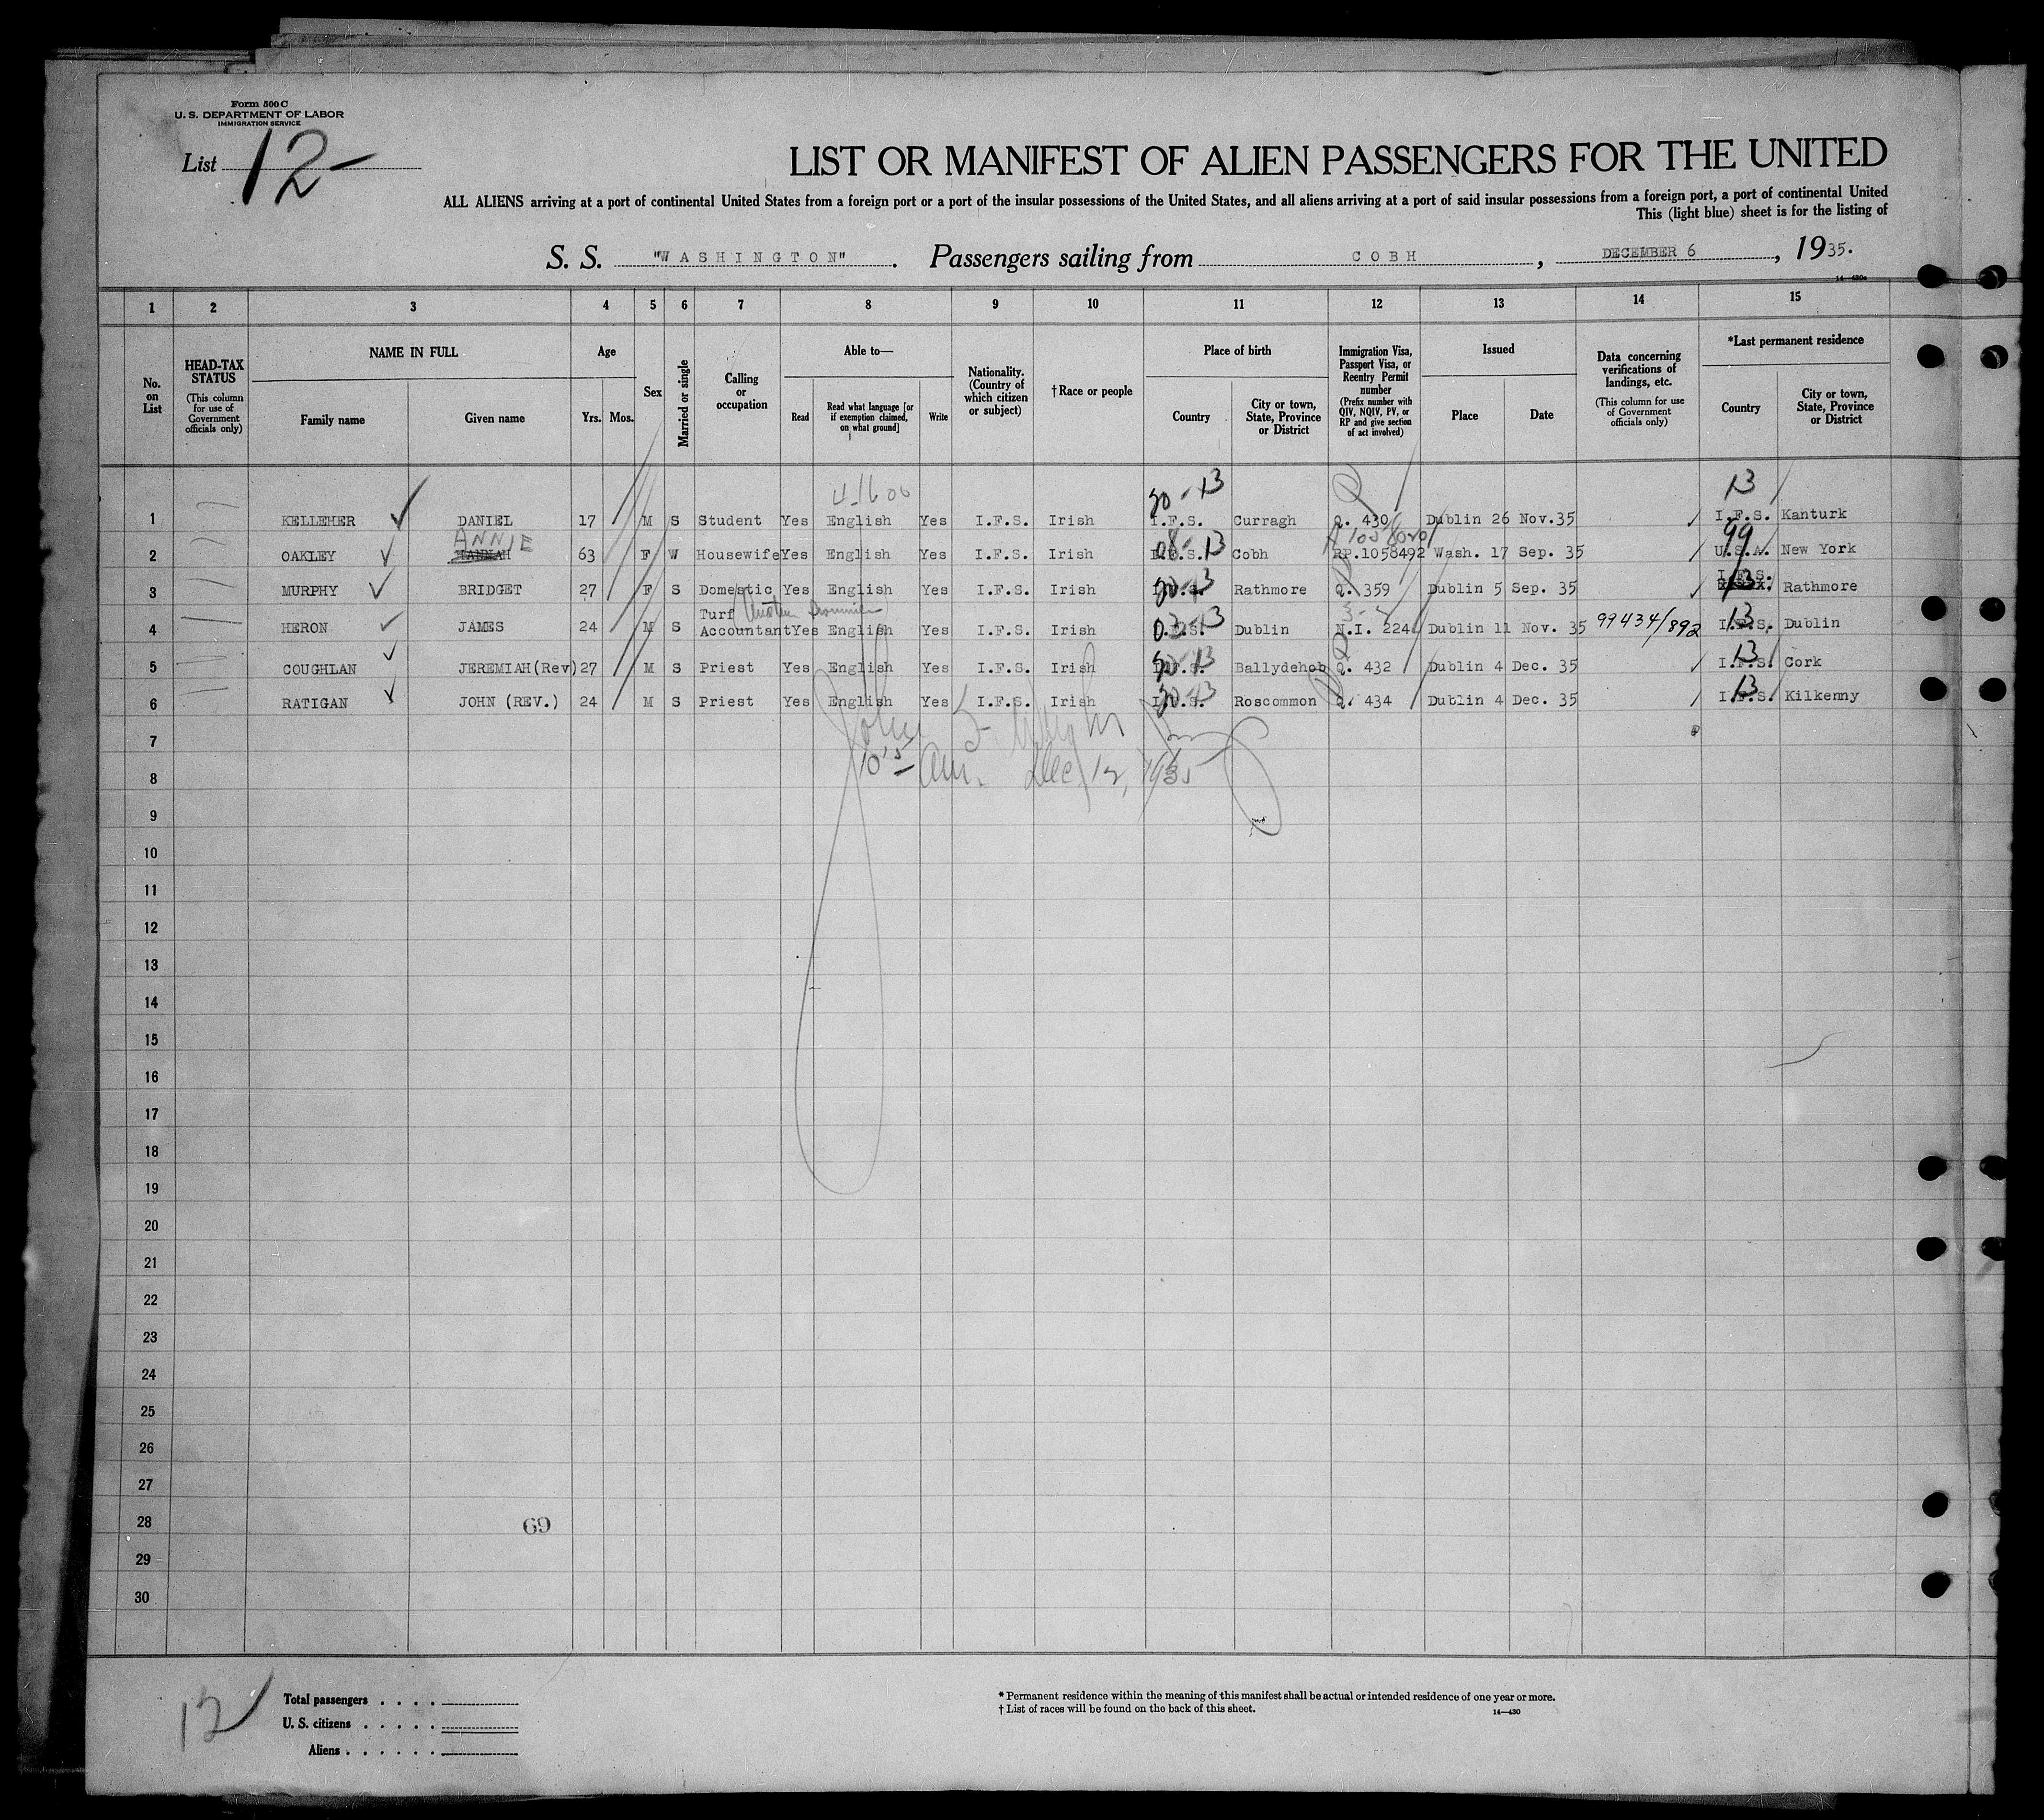 Form 500 C
U. S. DEPARTMENT OF LABOR
IMMIGRATION SERVICE
List 12
LIST OR MANIFEST OF ALIEN PASSENGERS FOR THE UNITED
ALL ALIENS arriving at a port of continental United States from a foreign port or a port of the insular possessions of the United States, and all aliens arriving at a port of said insular possessions from a foreign port, a port of continental United
This (light blue) sheet is for the listing of
S. S. "WASHINGTON". Passengers sailing from COBH, DECEMBER 6, 1935.
14—430a
1 2 3 4 5 6 7 8 9 10 11 12 13 14 15
No. on List
HEAD-TAX STATUS (This column for use of Government officials only)
NAME IN FULL Family name Given name
Age Yrs. Mos.
Sex
Married or single
Calling or occupation
Able to— Read Read what language [or if exemption claimed, on what ground] Write
Nationality. (Country of which citizen or subject)
†Race or people
Place of birth Country City or town, State, Province or District
Immigration Visa, Passport Visa, or Reentry Permit number (Prefix number with QIV, NQIV, PV, or RP and give section of act involved)
Issued Place Date
Data concerning verifications of landings, etc. (This column for use of Government officials only)
*Last permanent residence Country City or town, State, Province or District
13
1 KELLEHER DANIEL 17 M S Student Yes English Yes I.F.S. Irish I.F.S. Curragh Q. 430 Dublin 26 Nov.35 I.F.S. Kanturk
ANNIE 99
2 OAKLEY 63 F W Housewife Yes English Yes I.F.S. Irish I.F.S. Cobh RP.1058492 Wash. 17 Sep. 35 U.S.A. New York
I.F.S.
3 MURPHY BRIDGET 27 F S Domestic Yes English Yes I.F.S. Irish Rathmore Q. 359 Dublin 5 Sep. 35 Rathmore
Turf
4 HERON JAMES 24 M S Accountant Yes English Yes I.F.S. Irish I.F.S. Dublin N.I. 224 Dublin 11 Nov. 35 99434/892 I.F.S. Dublin
5 COUGHLAN JEREMIAH(Rev) 27 M S Priest Yes English Yes I.F.S. Irish I.F.S. Ballydehob Q. 432 Dublin 4 Dec. 35 I.F.S. Cork
6 RATIGAN JOHN (REV.) 24 M S Priest Yes English Yes I.F.S. Irish I.F.S. Roscommon Q. 434 Dublin 4 Dec. 35 I.F.S. Kilkenny
7
Dec. 12, 1935
8
9
10
11
12
13
14
15
16
17
18
19
20
21
22
23
24
25
26
27
28
69
29
30
12
Total passengers . . . .
U. S. citizens . . . . .
Aliens . . . . . .
* Permanent residence within the meaning of this manifest shall be actual or intended residence of one year or more.
† List of races will be found on the back of this sheet.
14—430